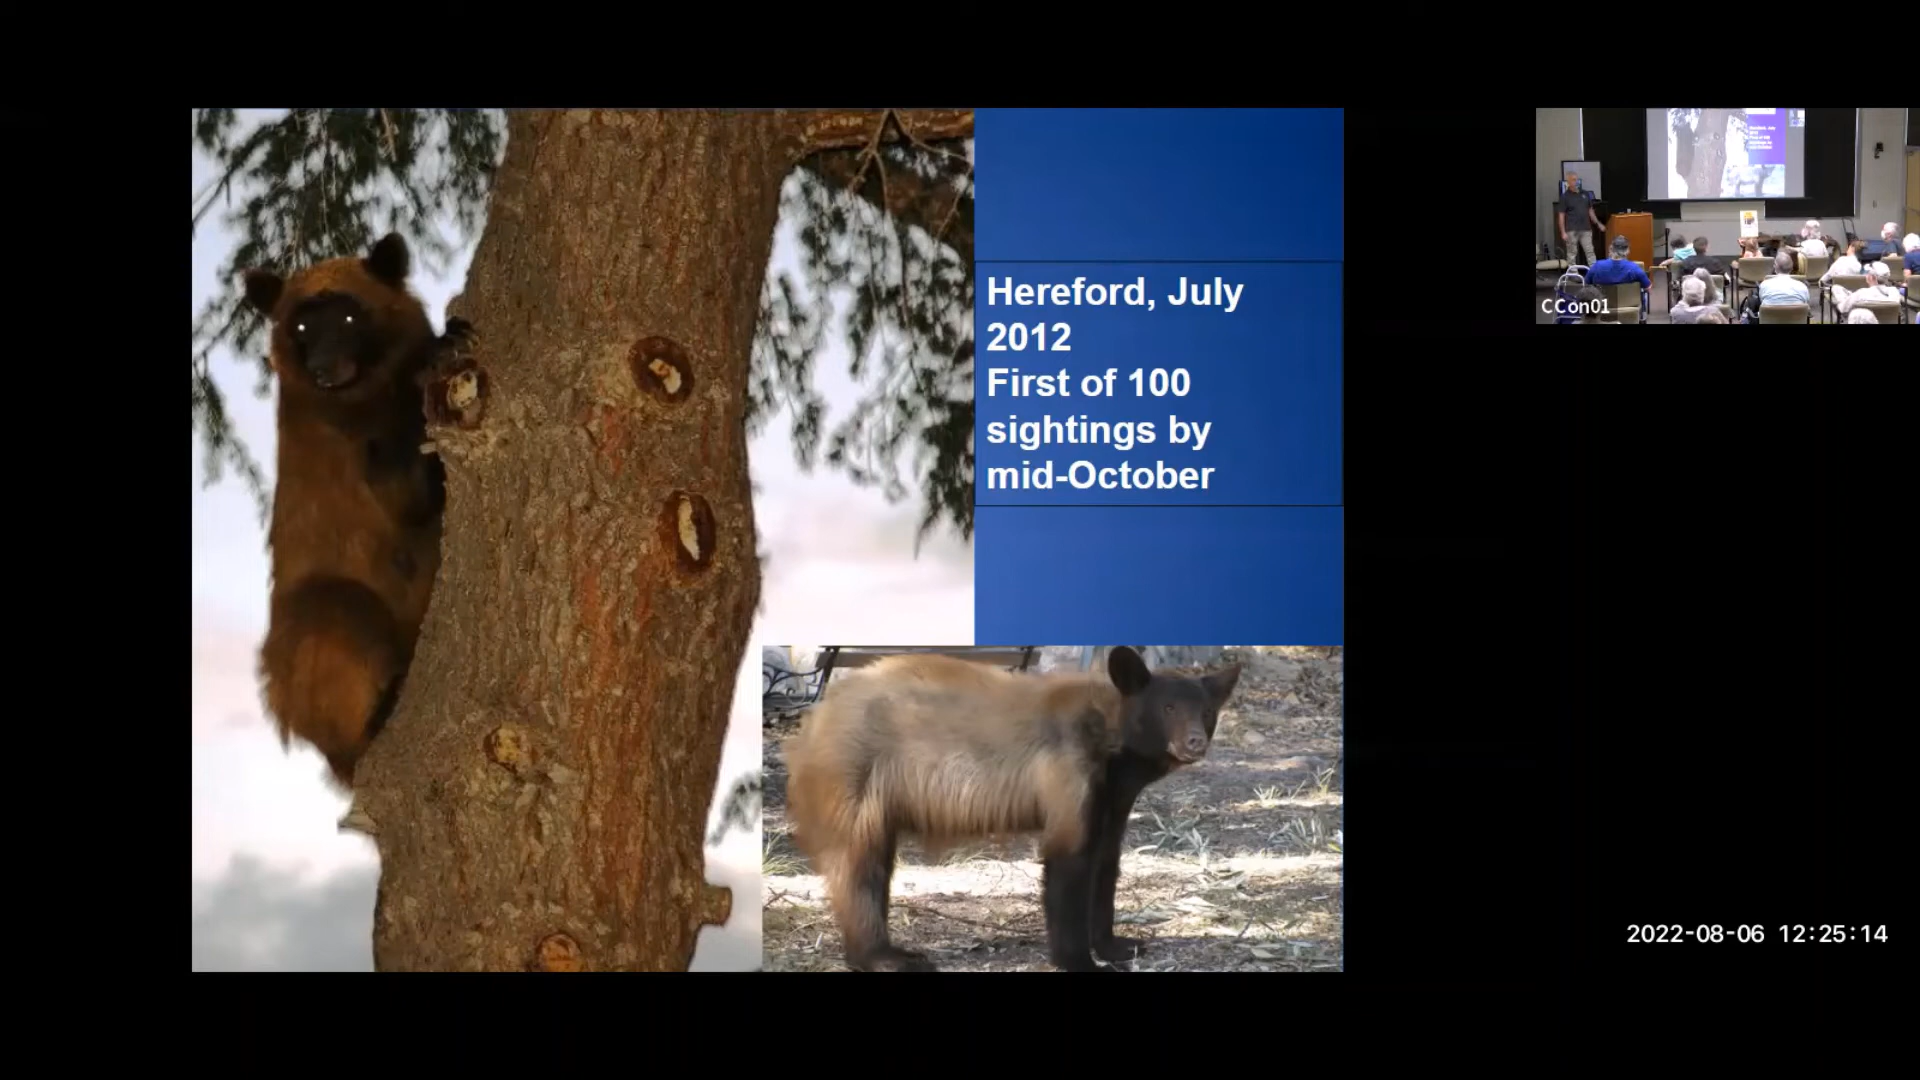 Hereford, July
2012
First of 100
sightings by
mid-October
CCon01
2022-08-06 12:25:14